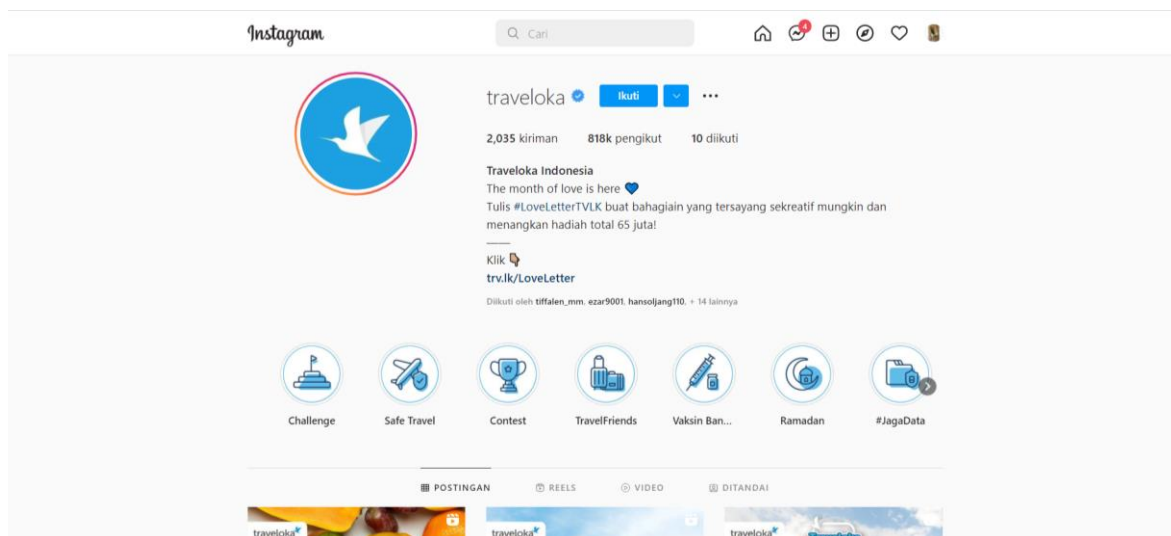 Instagram
Cari
4
traveloka
Ikuti
2,035 kiriman 818k pengikut 10 diikuti
Traveloka Indonesia
The month of love is here 💙
Tulis #LoveLetterTVLK buat bahagiain yang tersayang sekreatif mungkin dan
menangkan hadiah total 65 juta!
——
Klik 👇🏽
trv.lk/LoveLetter
Diikuti oleh tiffalen_mm, ezar9001, hansoljang110, + 14 lainnya
Challenge Safe Travel Contest TravelFriends Vaksin Ban... Ramadan #JagaData
POSTINGAN REELS VIDEO DITANDAI
traveloka traveloka traveloka